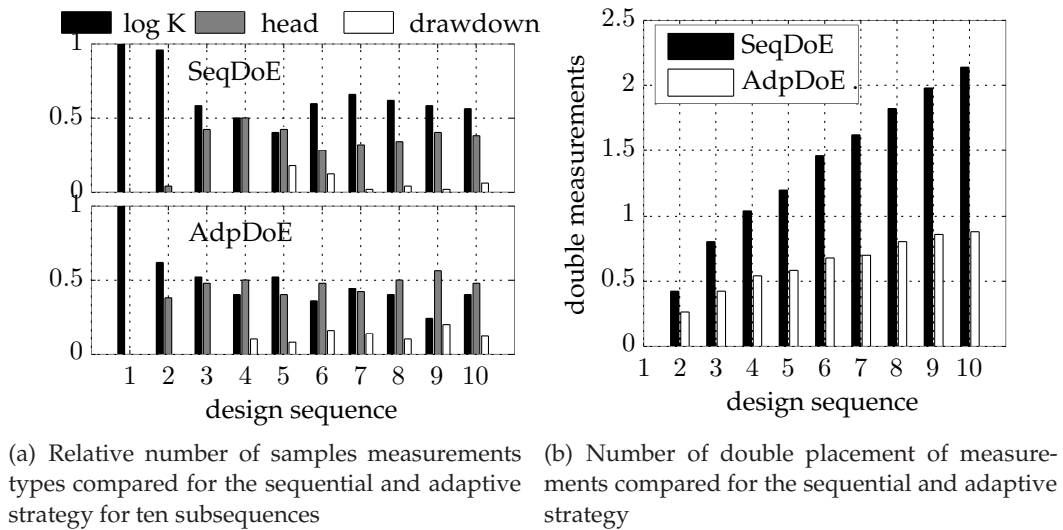 log K head drawdown
1
SeqDoE
0.5
0
1
AdpDoE
0.5
0
1 2 3 4 5 6 7 8 9 10
design sequence
2.5
SeqDoE
2
AdpDoE
1.5
1
0.5
0
double measurements
1 2 3 4 5 6 7 8 9 10
design sequence
(a) Relative number of samples measurements
types compared for the sequential and adaptive
strategy for ten subsequences
(b) Number of double placement of measure-
ments compared for the sequential and adaptive
strategy